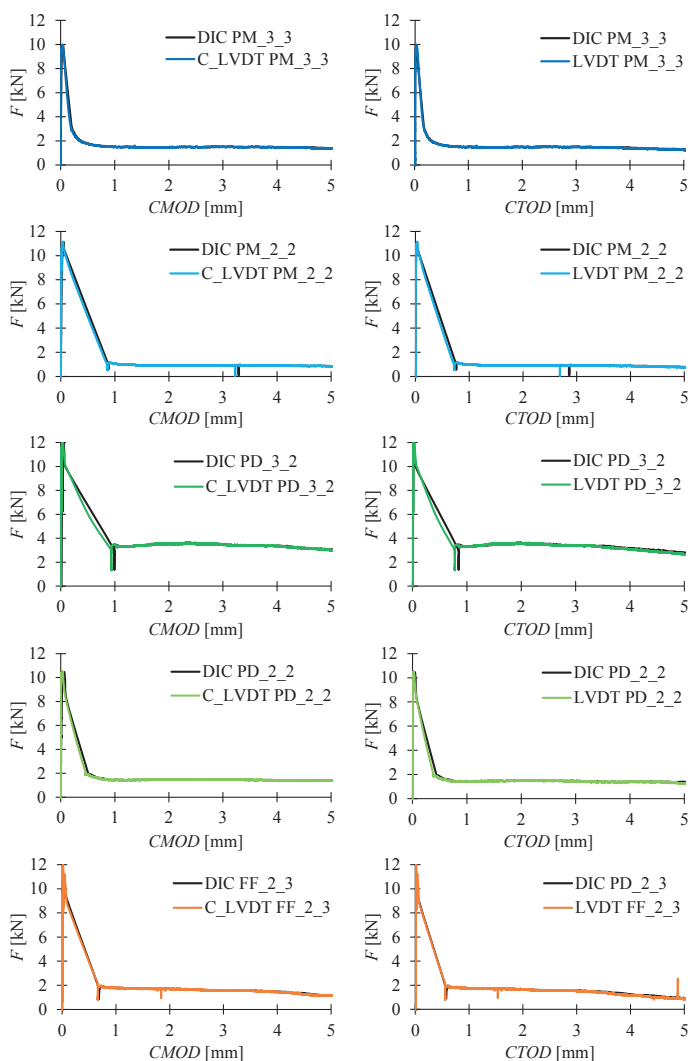 DIC PM_3_3
C_LVDT PM_3_3
F [kN]
12
10
8
6
4
2
0
0 1 2 3 4 5
CMOD [mm]
DIC PM_3_3
LVDT PM_3_3
F [kN]
12
10
8
6
4
2
0
0 1 2 3 4 5
CTOD [mm]
DIC PM_2_2
C_LVDT PM_2_2
F [kN]
12
10
8
6
4
2
0
0 1 2 3 4 5
CMOD [mm]
DIC PM_2_2
LVDT PM_2_2
F [kN]
12
10
8
6
4
2
0
0 1 2 3 4 5
CTOD [mm]
DIC PD_3_2
C_LVDT PD_3_2
F [kN]
12
10
8
6
4
2
0
0 1 2 3 4 5
CMOD [mm]
DIC PD_3_2
LVDT PD_3_2
F [kN]
12
10
8
6
4
2
0
0 1 2 3 4 5
CTOD [mm]
DIC PD_2_2
C_LVDT PD_2_2
F [kN]
12
10
8
6
4
2
0
0 1 2 3 4 5
CMOD [mm]
DIC PD_2_2
LVDT PD_2_2
F [kN]
12
10
8
6
4
2
0
0 1 2 3 4 5
CTOD [mm]
DIC FF_2_3
C_LVDT FF_2_3
F [kN]
12
10
8
6
4
2
0
0 1 2 3 4 5
CMOD [mm]
DIC PD_2_3
LVDT FF_2_3
F [kN]
12
10
8
6
4
2
0
0 1 2 3 4 5
CTOD [mm]